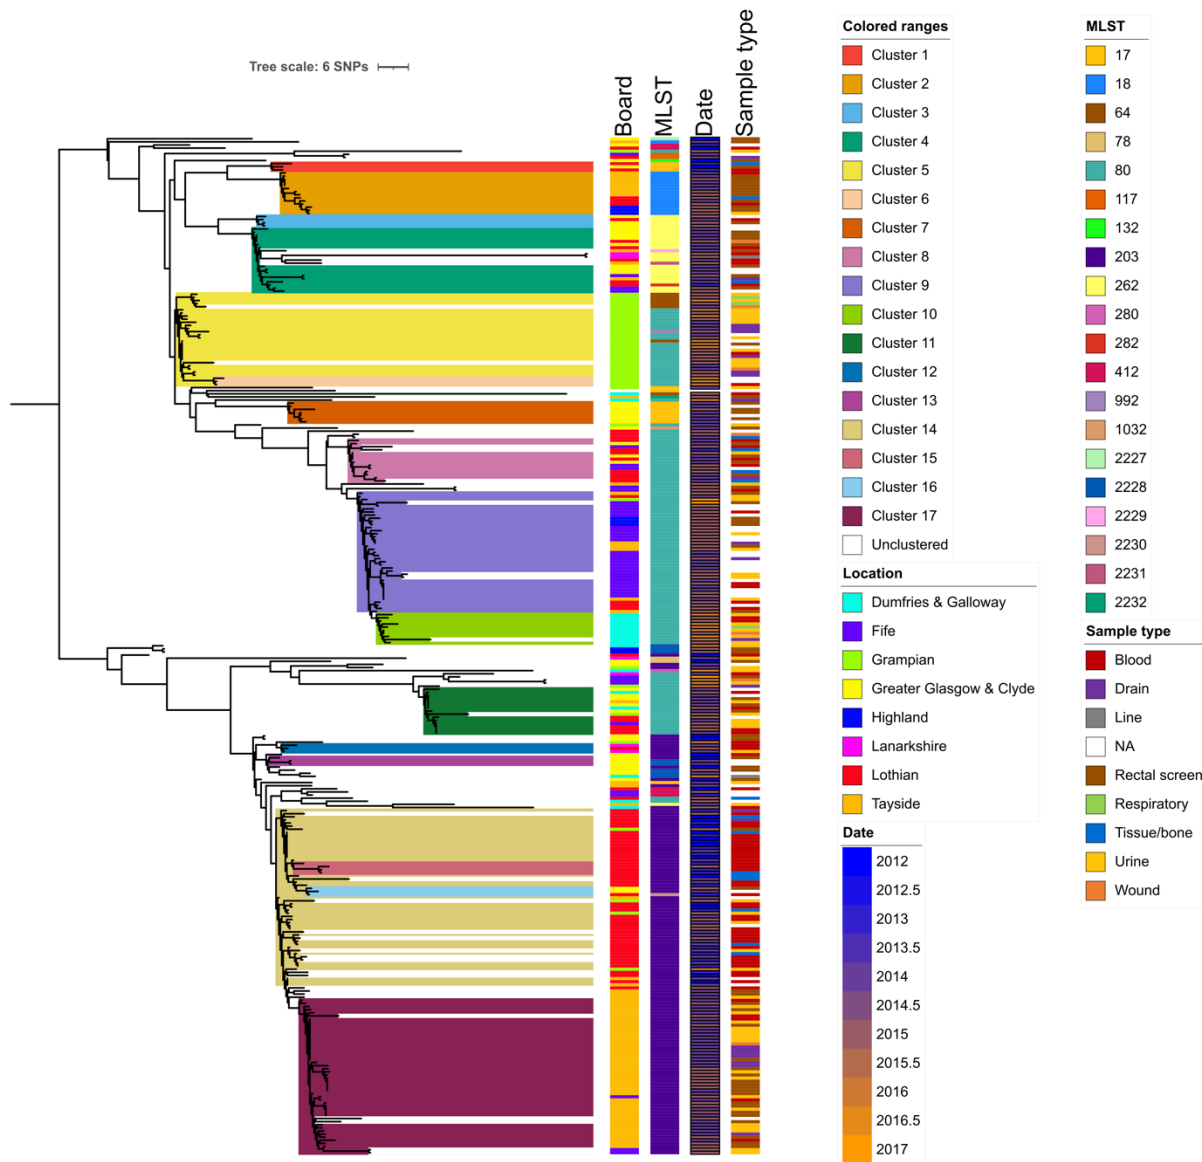 Tree scale: 6 SNPs
Board
MLST
Date
Sample type
Colored ranges
Cluster 1
Cluster 2
Cluster 3
Cluster 4
Cluster 5
Cluster 6
Cluster 7
Cluster 8
Cluster 9
Cluster 10
Cluster 11
Cluster 12
Cluster 13
Cluster 14
Cluster 15
Cluster 16
Cluster 17
Unclustered
Location
Dumfries & Galloway
Fife
Grampian
Greater Glasgow & Clyde
Highland
Lanarkshire
Lothian
Tayside
Date
2012
2012.5
2013
2013.5
2014
2014.5
2015
2015.5
2016
2016.5
2017
MLST
17
18
64
78
80
117
132
203
262
280
282
412
992
1032
2227
2228
2229
2230
2231
2232
Sample type
Blood
Drain
Line
NA
Rectal screen
Respiratory
Tissue/bone
Urine
Wound